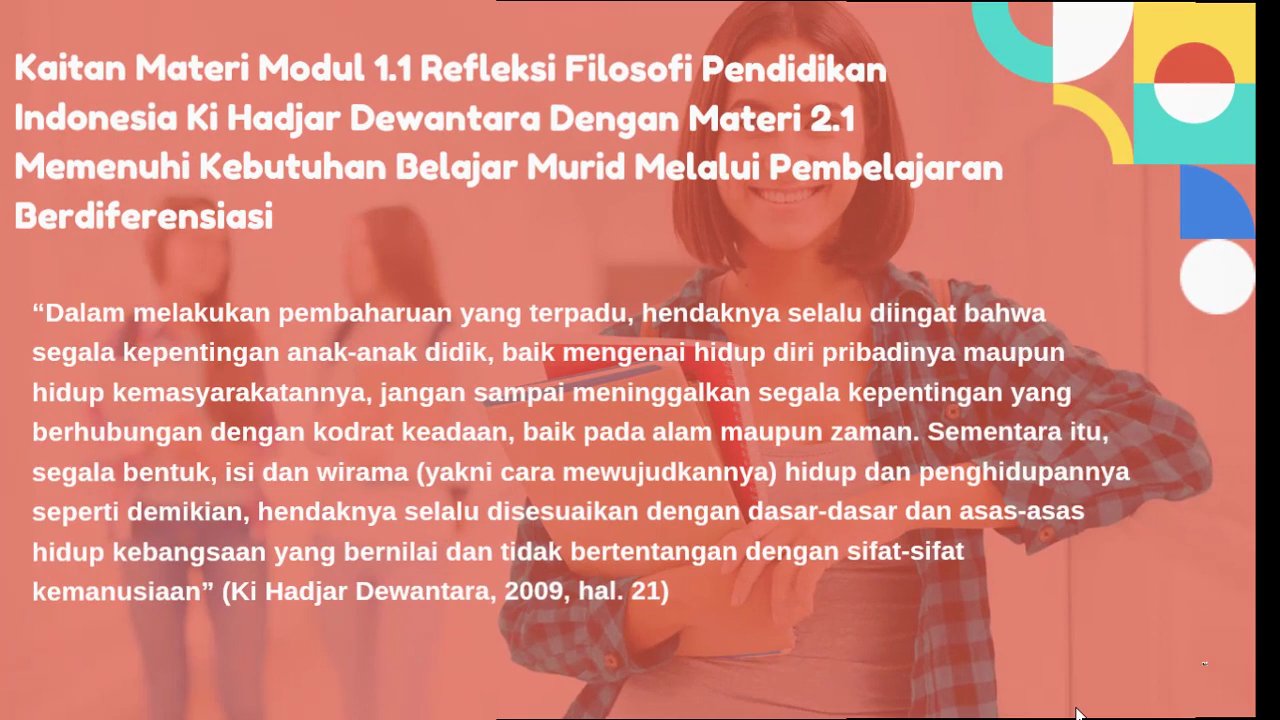 Kaitan Materi Modul 1.1 Refleksi Filosofi Pendidikan
Indonesia Ki Hadjar Dewantara Dengan Materi 2.1
Memenuhi Kebutuhan Belajar Murid Melalui Pembelajaran
Berdiferensiasi
“Dalam melakukan pembaharuan yang terpadu, hendaknya selalu diingat bahwa
segala kepentingan anak-anak didik, baik mengenai hidup diri pribadinya maupun
hidup kemasyarakatannya, jangan sampai meninggalkan segala kepentingan yang
berhubungan dengan kodrat keadaan, baik pada alam maupun zaman. Sementara itu,
segala bentuk, isi dan wirama (yakni cara mewujudkannya) hidup dan penghidupannya
seperti demikian, hendaknya selalu disesuaikan dengan dasar-dasar dan asas-asas
hidup kebangsaan yang bernilai dan tidak bertentangan dengan sifat-sifat
kemanusiaan” (Ki Hadjar Dewantara, 2009, hal. 21)